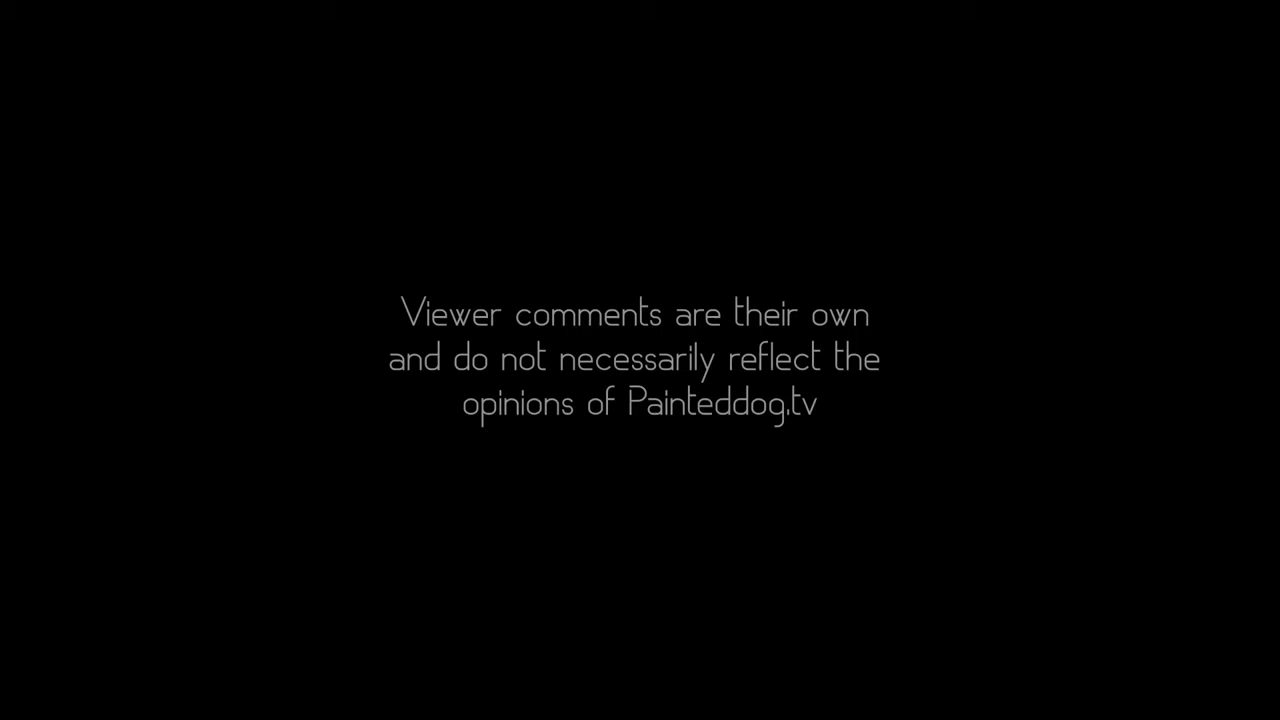 Viewer comments are their own
and do not necessarily reflect the
opinions of Painteddog.tv